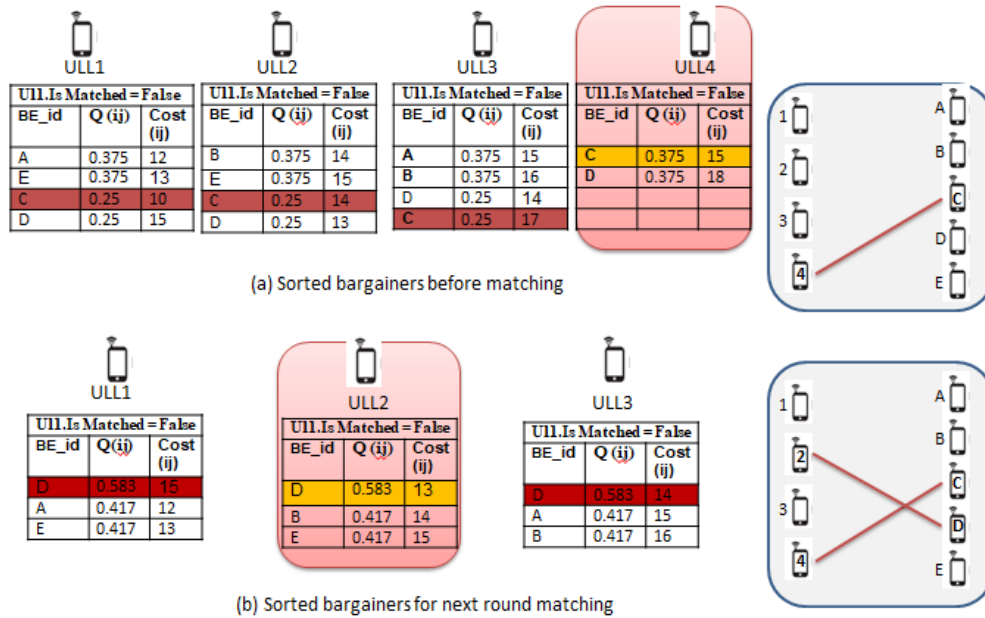 ULL1 ULL2 ULL3 ULL4
Ull.Is Matched = False
BE_id Q (ij) Cost (ij)
A 0.375 12
E 0.375 13
C 0.25 10
D 0.25 15
Ull.Is Matched = False
BE_id Q (ij) Cost (ij)
B 0.375 14
E 0.375 15
C 0.25 14
D 0.25 13
Ull.Is Matched = False
BE_id Q (ij) Cost (ij)
A 0.375 15
B 0.375 16
D 0.25 14
C 0.25 17
Ull.Is Matched = False
BE_id Q (ij) Cost (ij)
C 0.375 15
D 0.375 18
1 A
2 B
3 C
4 D
E
(a) Sorted bargainers before matching
ULL1 ULL2 ULL3
Ull.Is Matched = False
BE_id Q (ij) Cost (ij)
D 0.583 15
A 0.417 12
E 0.417 13
Ull.Is Matched = False
BE_id Q (ij) Cost (ij)
D 0.583 13
B 0.417 14
E 0.417 15
Ull.Is Matched = False
BE_id Q (ij) Cost (ij)
D 0.583 14
A 0.417 15
B 0.417 16
1 A
2 B
3 C
4 D
E
(b) Sorted bargainers for next round matching